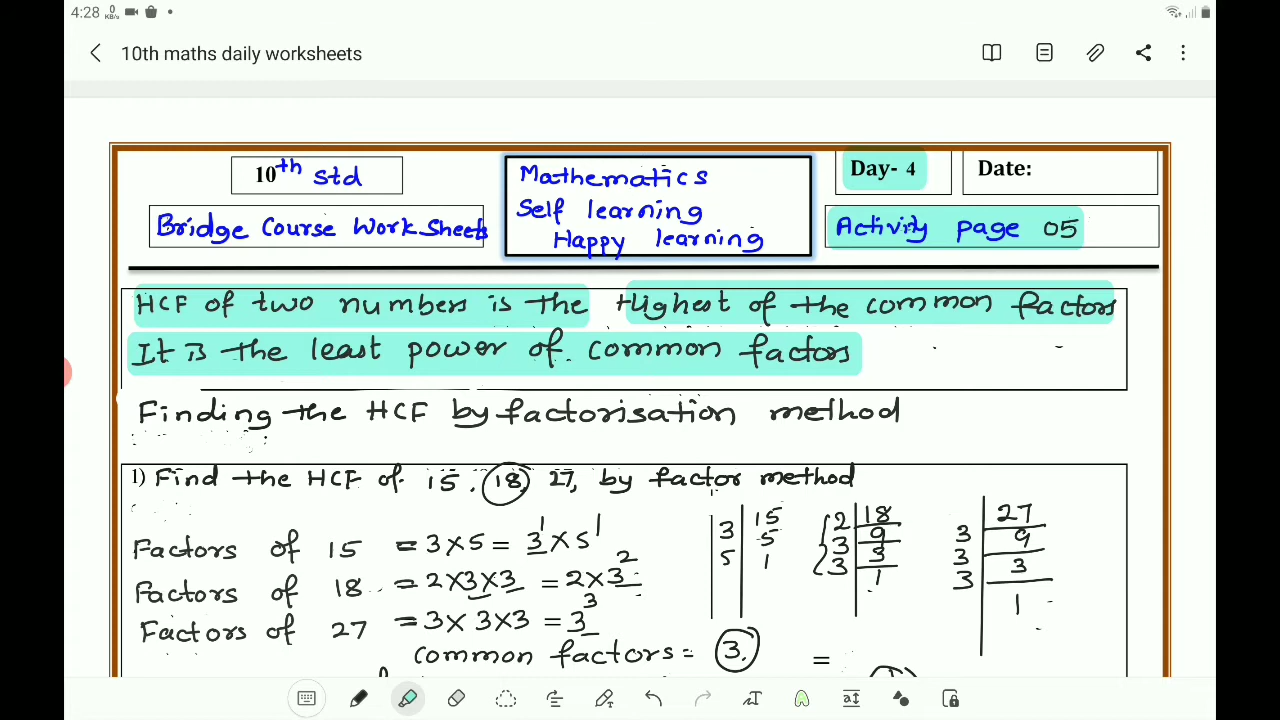 4:28 0 KB/s
10th maths daily worksheets
10th std
Mathematics
Self learning
Happy learning
Day- 4
Date:
Bridge Course Work Sheets
Activity page 05
HCF of two numbers is the Highest of the common factors
It is the least power of common factors
Finding the HCF by factorisation method
1) Find the HCF of 15, 18, 27, by factor method
Factors of 15 = 3 × 5 = 3¹ × 5¹
Factors of 18 = 2 × 3 × 3 = 2 × 3²
Factors of 27 = 3 × 3 × 3 = 3³
common factors = 3. =
3 | 15
5 | 5
1
2 | 18
3 | 9
3 | 3
1
3 | 27
3 | 9
3 | 3
1